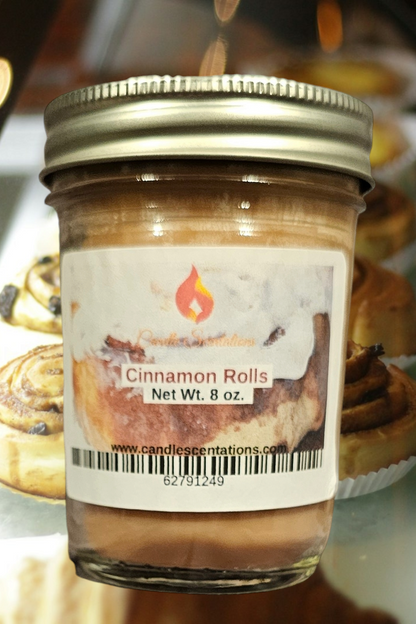 Candle Scentations
Cinnamon Rolls
Net Wt. 8 oz.
www.candlescentations.com
62791249